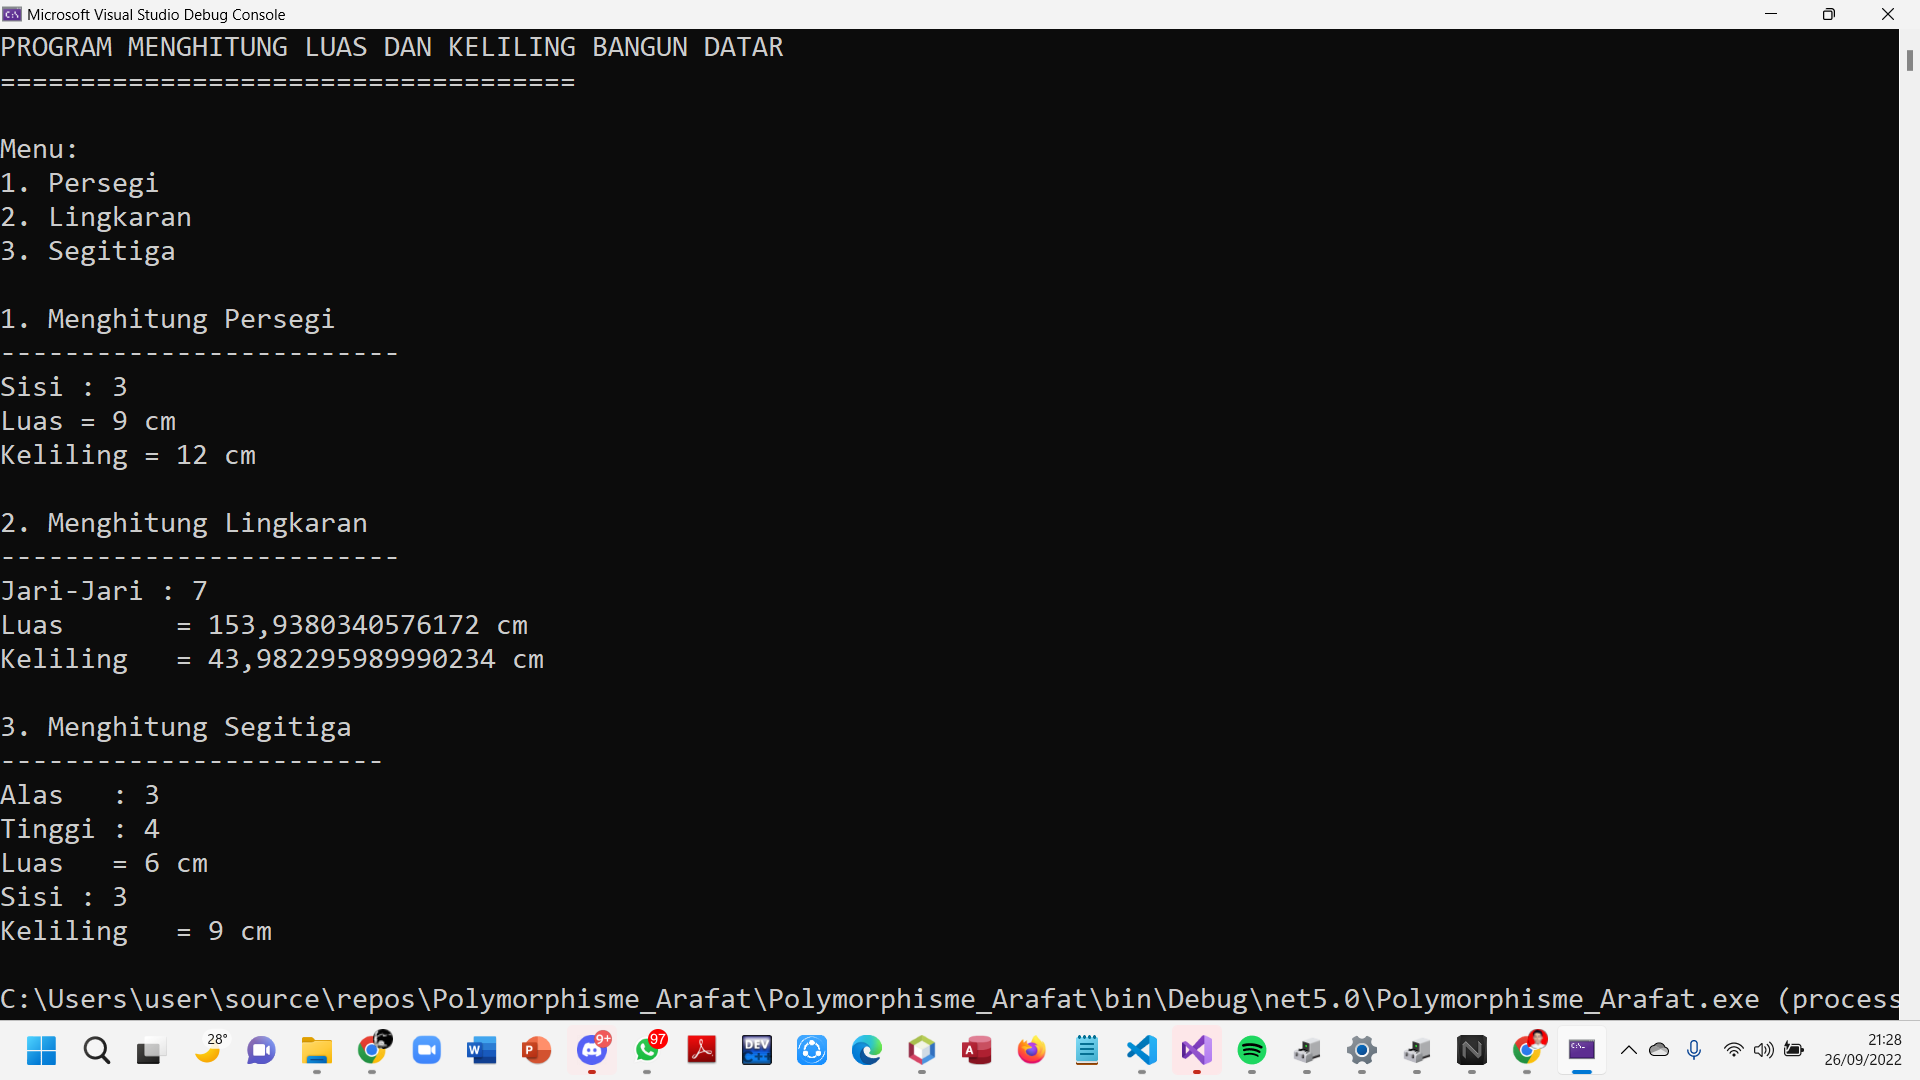 Microsoft Visual Studio Debug Console
PROGRAM MENGHITUNG LUAS DAN KELILING BANGUN DATAR
====================================
Menu:
1. Persegi
2. Lingkaran
3. Segitiga
1. Menghitung Persegi
-------------------------
Sisi : 3
Luas = 9 cm
Keliling = 12 cm
2. Menghitung Lingkaran
-------------------------
Jari-Jari : 7
Luas       = 153,9380340576172 cm
Keliling   = 43,982295989990234 cm
3. Menghitung Segitiga
------------------------
Alas   : 3
Tinggi : 4
Luas   = 6 cm
Sisi : 3
Keliling   = 9 cm
C:\Users\user\source\repos\Polymorphisme_Arafat\Polymorphisme_Arafat\bin\Debug\net5.0\Polymorphisme_Arafat.exe (process
28°
9+
97
DEV
C++
21:28
26/09/2022